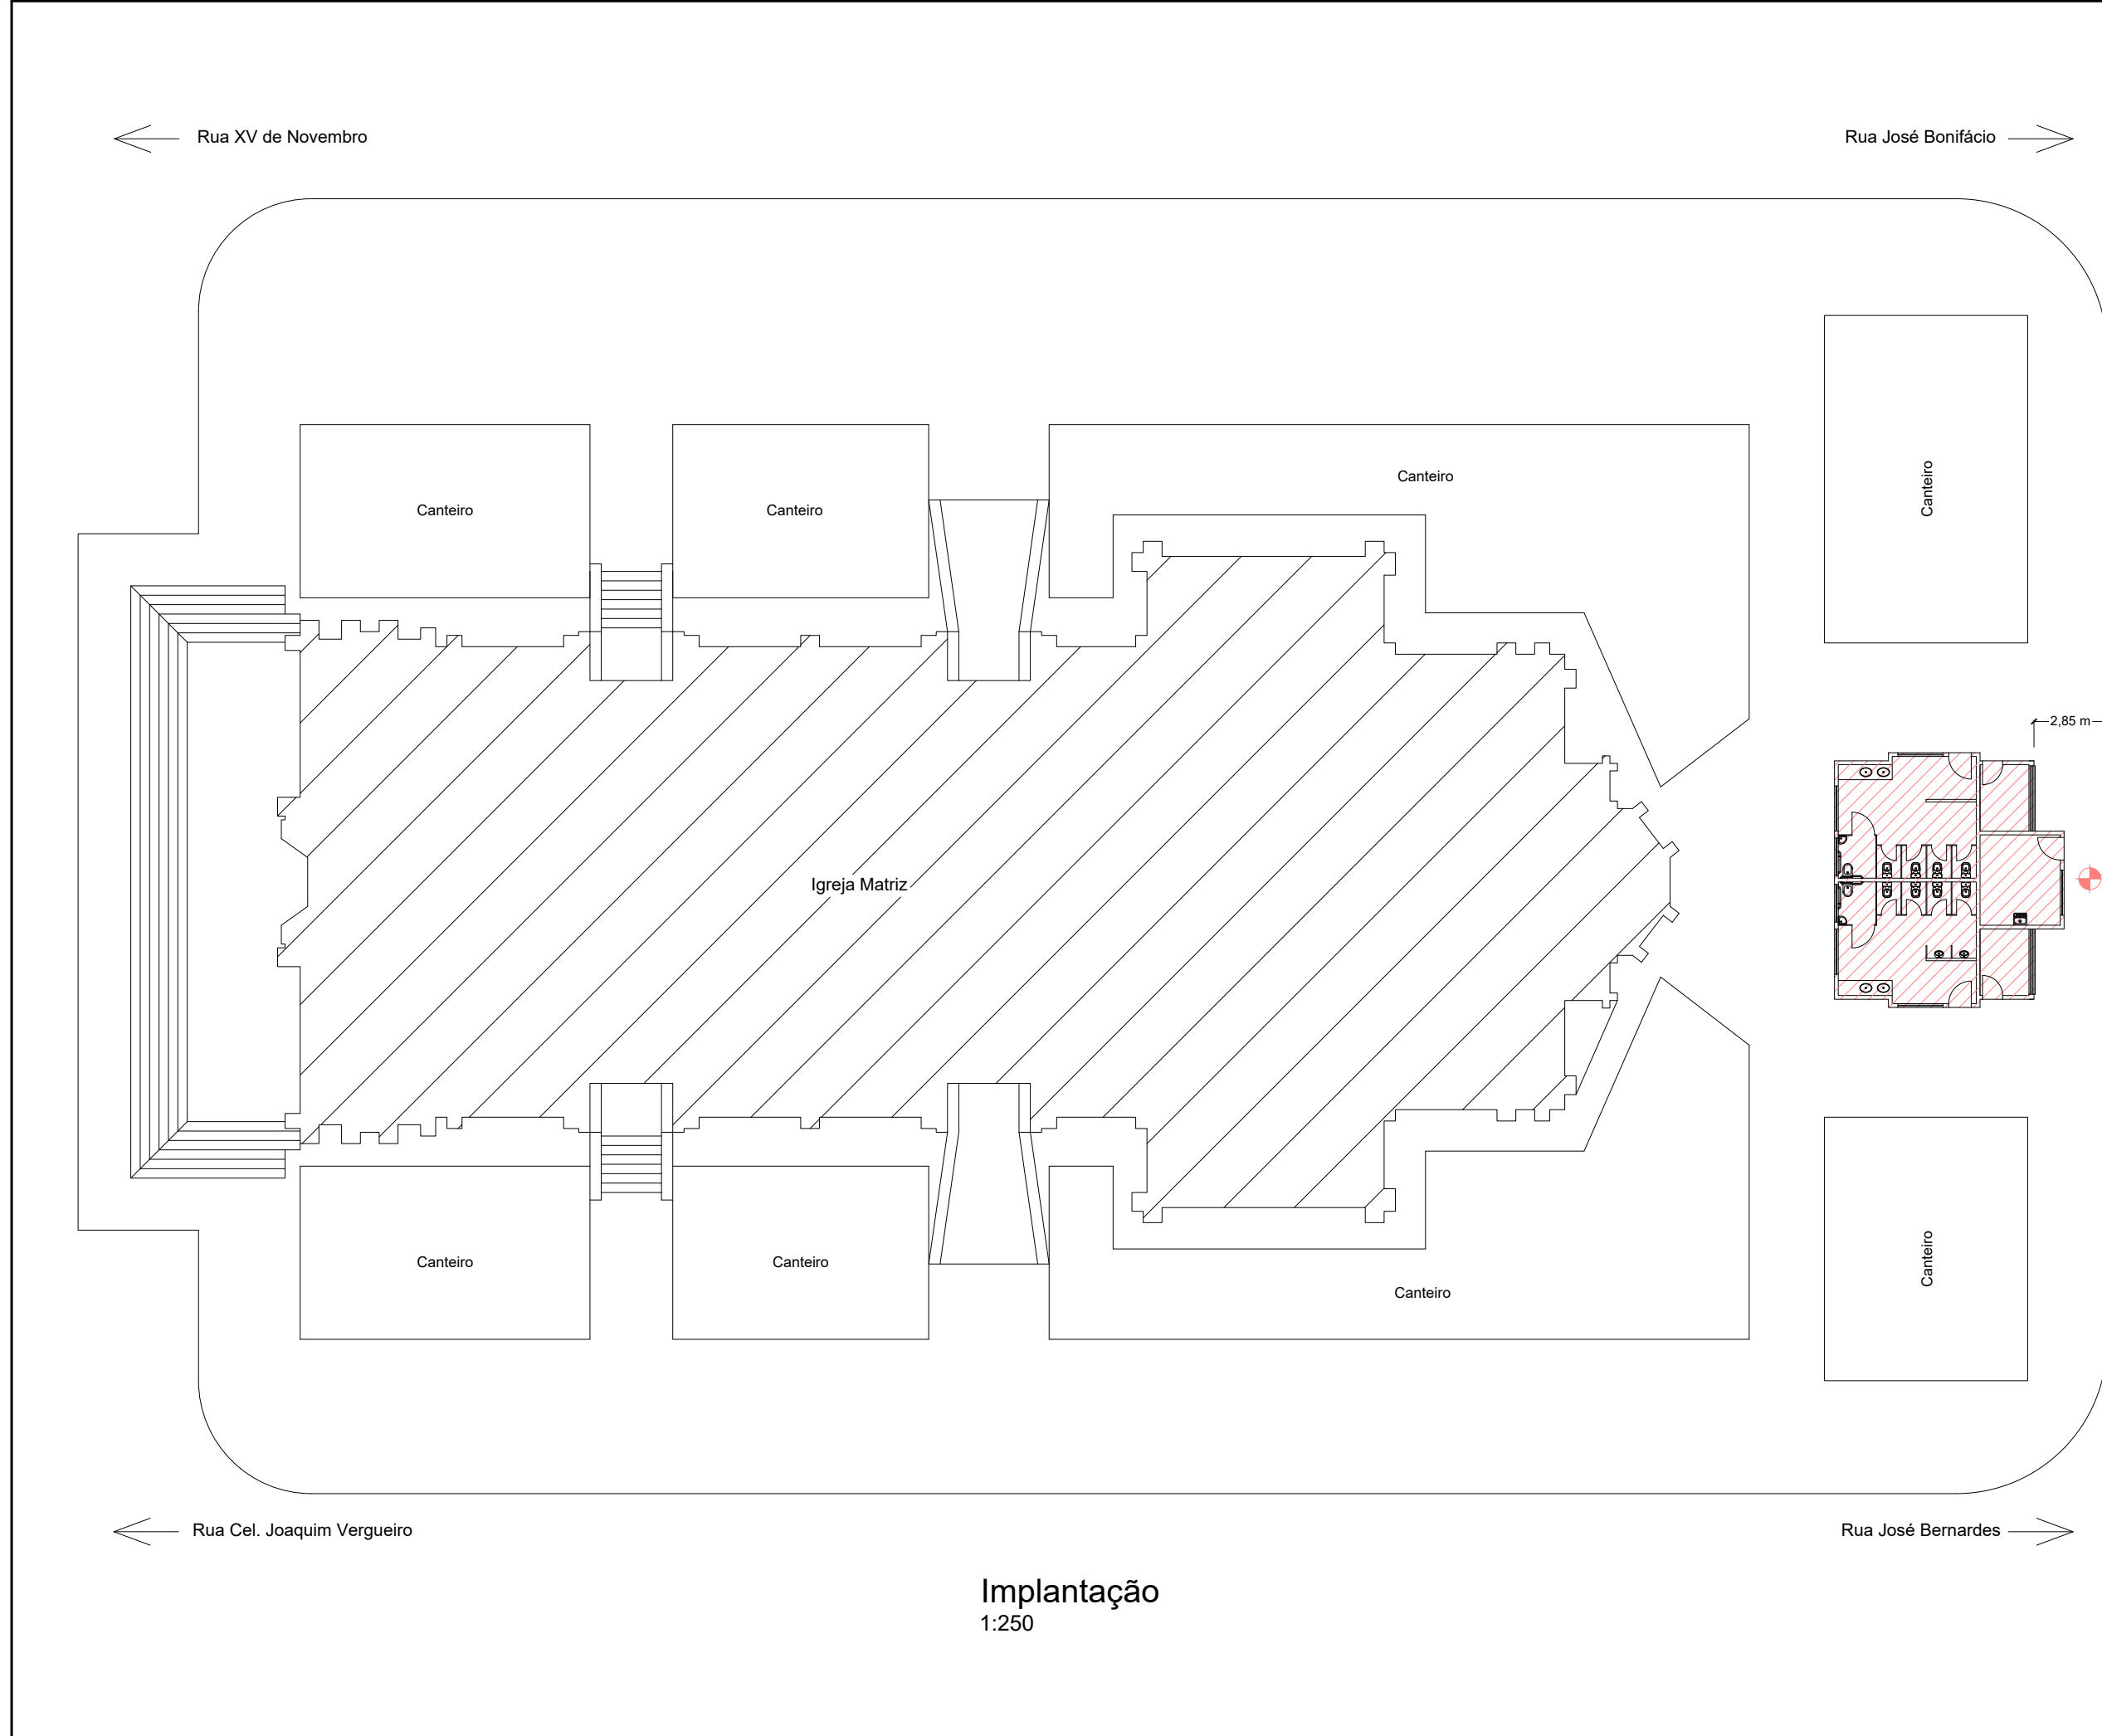 Rua XV de Novembro
Rua José Bonifácio
Canteiro
Canteiro
Canteiro
Canteiro
2,85 m
Igreja Matriz
Canteiro
Canteiro
Canteiro
Canteiro
Rua Cel. Joaquim Vergueiro
Rua José Bernardes
Implantação
1:250